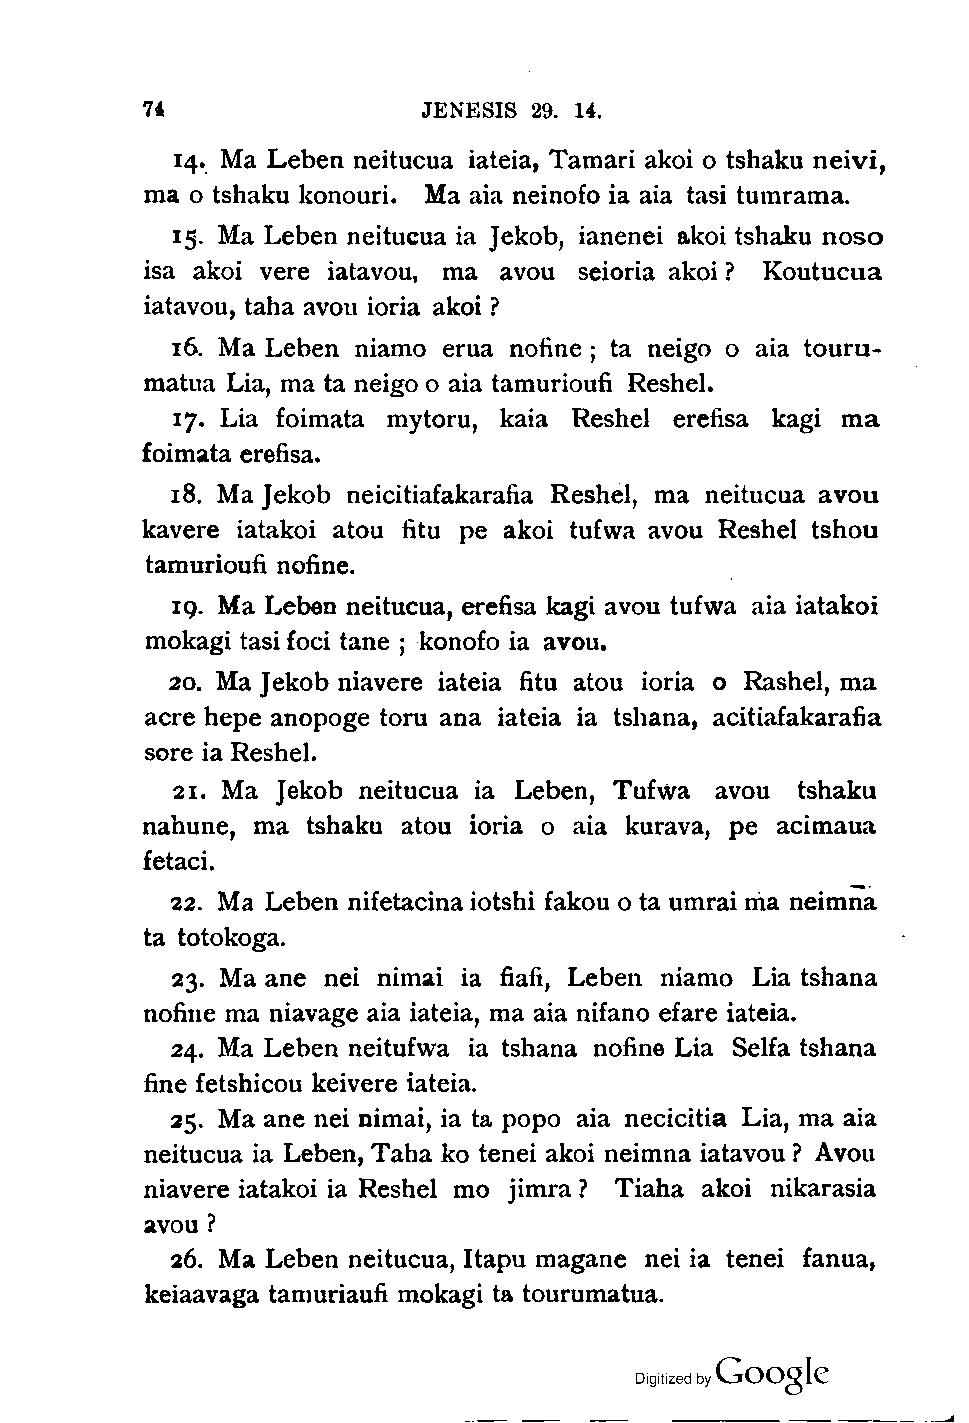 74 JENESIS 29. 14.
14. Ma Leben neitucua iateia, Tamari akoi o tshaku neivi,
ma o tshaku konouri. Ma aia neinofo ia aia tasi tumrama.
15. Ma Leben neitucua ia Jekob, ianenei akoi tshaku noso
isa akoi vere iatavou, ma avou seioria akoi ? Koutucua
iatavou, taha avou ioria akoi ?
16. Ma Leben niamo erua nofine ; ta neigo o aia touru-
matua Lia, ma ta neigo o aia tamurioufi Reshel.
17. Lia foimata mytoru, kaia Reshel erefisa kagi ma
foimata erefisa.
18. Ma Jekob neicitiafakarafia Reshel, ma neitucua avou
kavere iatakoi atou fitu pe akoi tufwa avou Reshel tshou
tamurioufi nofine.
19. Ma Leben neitucua, erefisa kagi avou tufwa aia iatakoi
mokagi tasi foci tane ; konofo ia avou.
20. Ma Jekob niavere iateia fitu atou ioria o Rashel, ma
acre hepe anopoge toru ana iateia ia tshana, acitiafakarafia
sore ia Reshel.
21. Ma Jekob neitucua ia Leben, Tufwa avou tshaku
nahune, ma tshaku atou ioria o aia kurava, pe acimaua
fetaci.
22. Ma Leben nifetacina iotshi fakou o ta umrai ma neimna
ta totokoga.
23. Ma ane nei nimai ia fiafi, Leben niamo Lia tshana
nofine ma niavage aia iateia, ma aia nifano efare iateia.
24. Ma Leben neitufwa ia tshana nofine Lia Selfa tshana
fine fetshicou keivere iateia.
25. Ma ane nei nimai, ia ta popo aia necicitia Lia, ma aia
neitucua ia Leben, Taha ko tenei akoi neimna iatavou ? Avou
niavere iatakoi ia Reshel mo jimra ? Tiaha akoi nikarasia
avou ?
26. Ma Leben neitucua, Itapu magane nei ia tenei fanua,
keiaavaga tamuriaufi mokagi ta tourumatua.
Digitized by Google